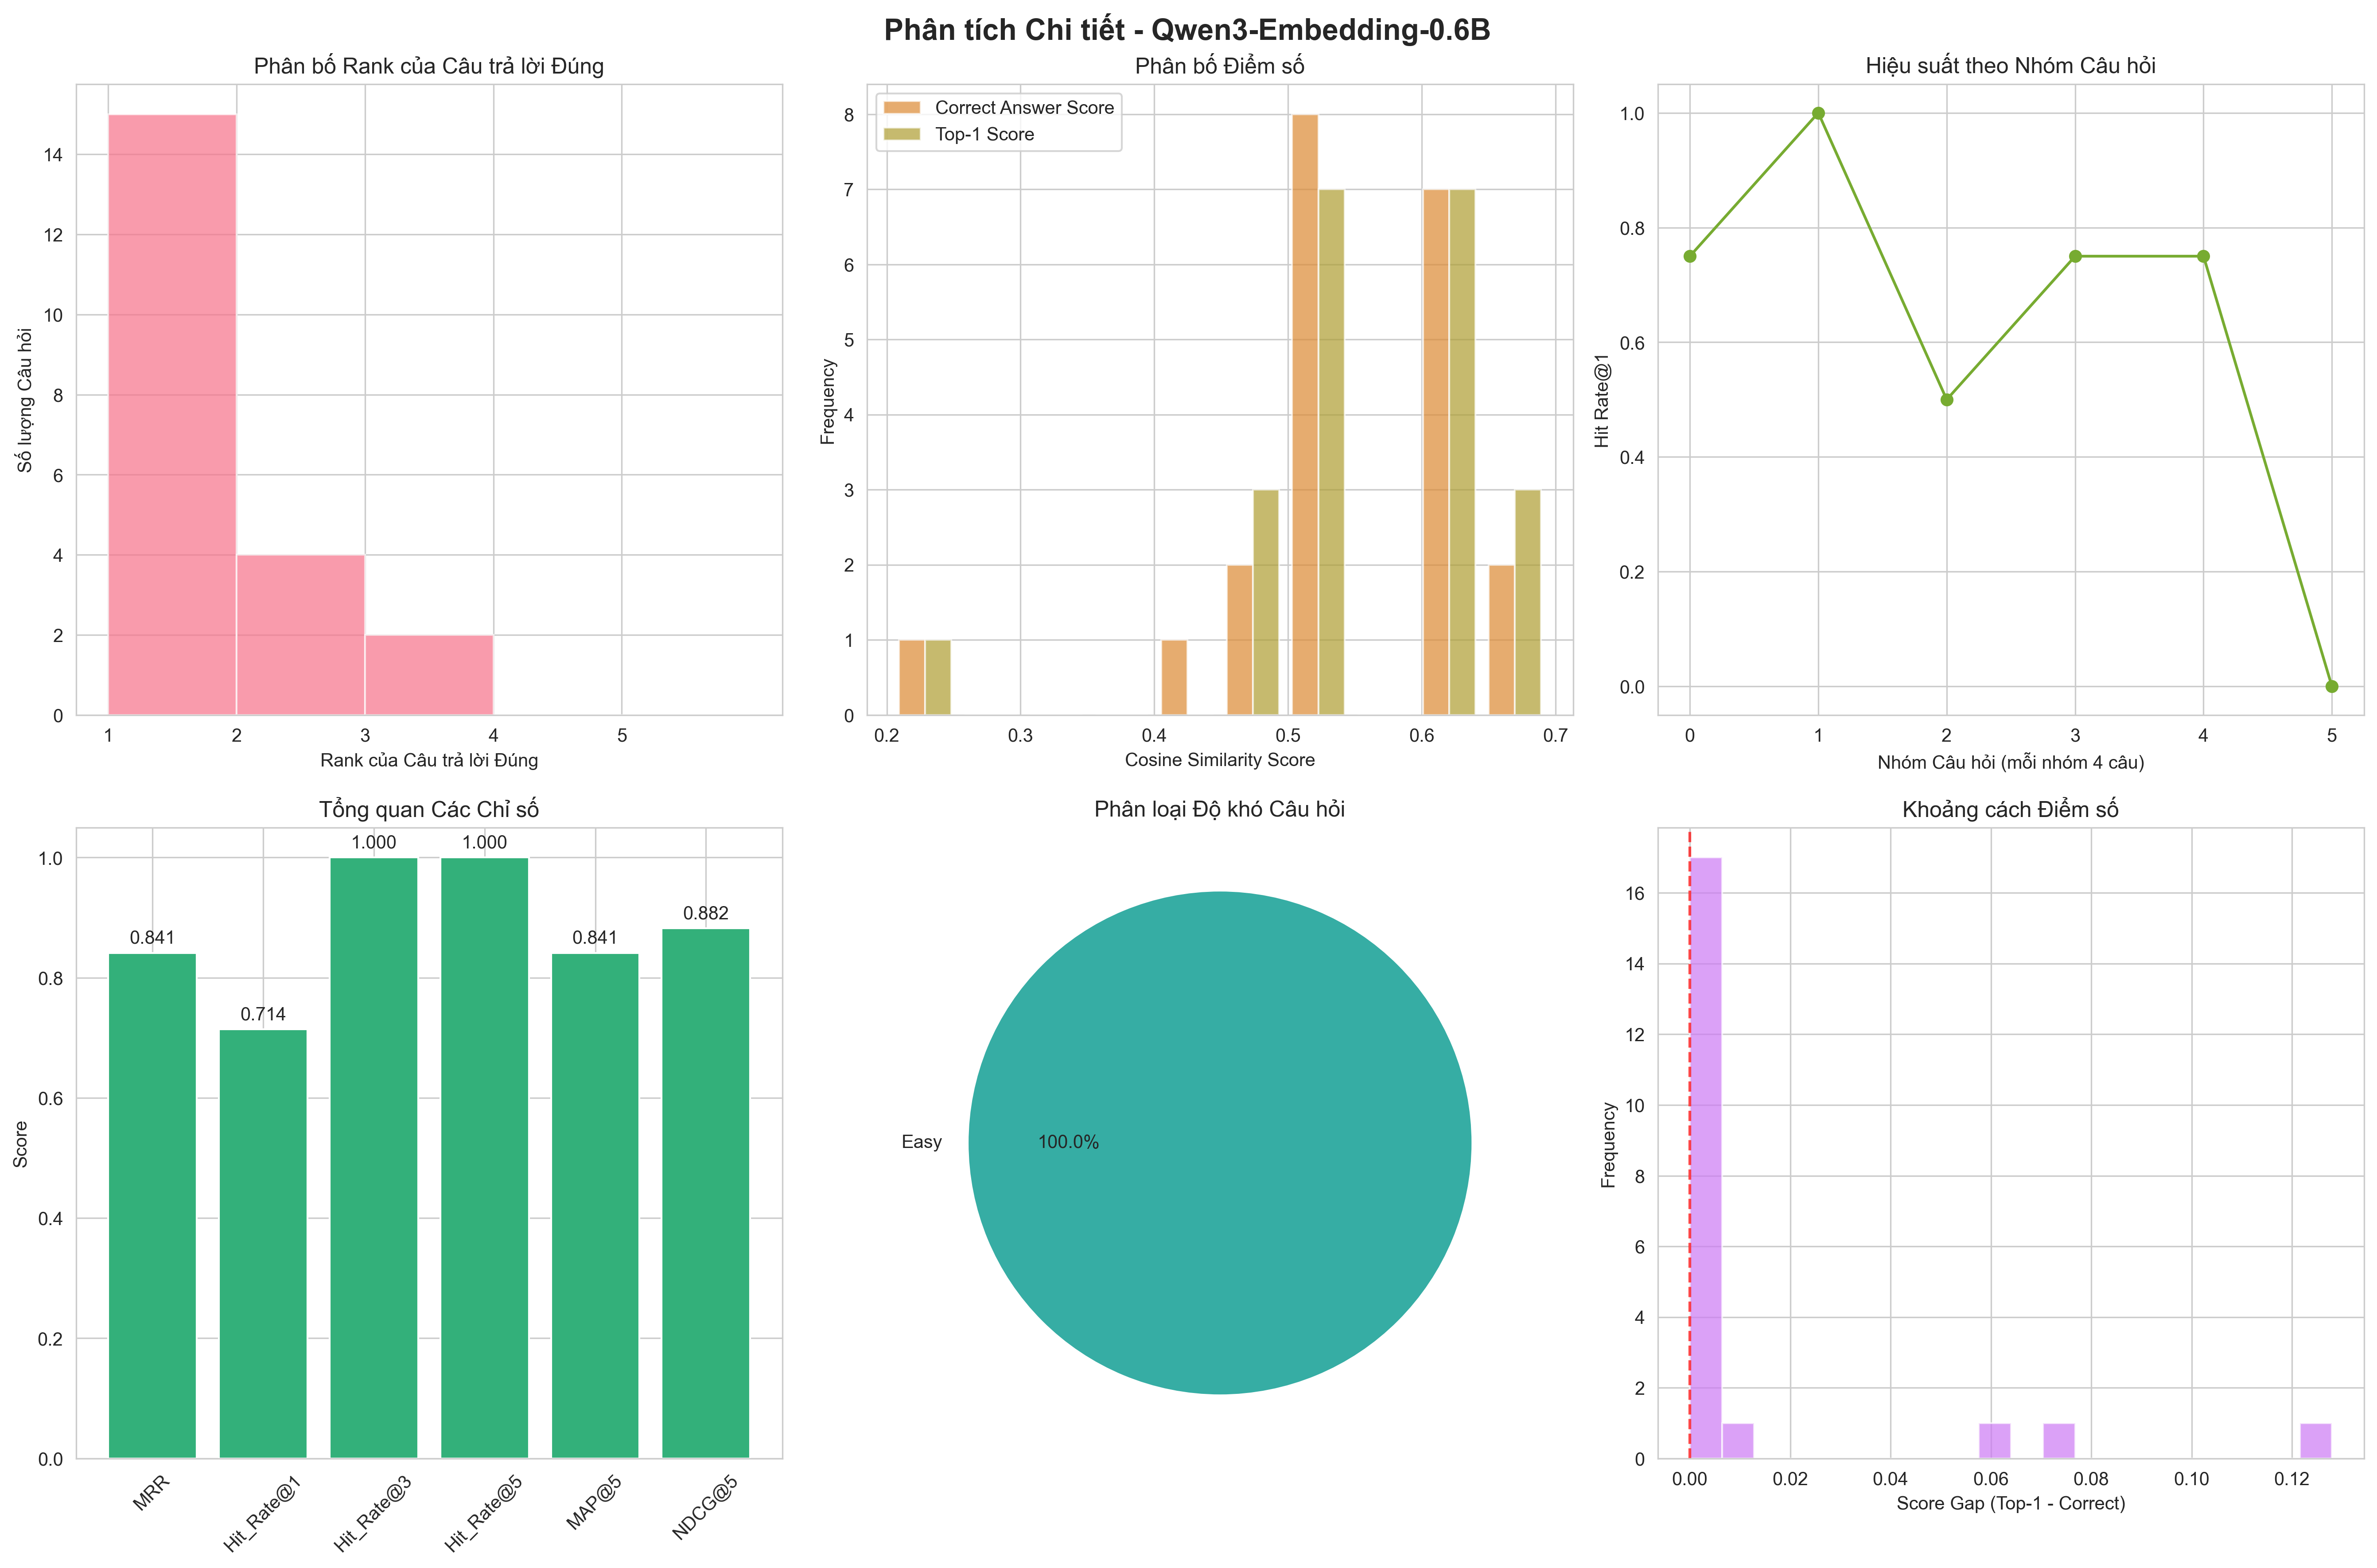 Phân tích Chi tiết - Qwen3-Embedding-0.6B
Phân bố Rank của Câu trả lời Đúng
Số lượng Câu hỏi
14
12
10
8
6
4
2
0
1 2 3 4 5
Rank của Câu trả lời Đúng
Phân bố Điểm số
Correct Answer Score
Top-1 Score
Frequency
8
7
6
5
4
3
2
1
0
0.2 0.3 0.4 0.5 0.6 0.7
Cosine Similarity Score
Hiệu suất theo Nhóm Câu hỏi
Hit Rate@1
1.0
0.8
0.6
0.4
0.2
0.0
0 1 2 3 4 5
Nhóm Câu hỏi (mỗi nhóm 4 câu)
Tổng quan Các Chỉ số
Score
1.0
0.8
0.6
0.4
0.2
0.0
0.841
0.714
1.000
1.000
0.841
0.882
MRR
Hit_Rate@1
Hit_Rate@3
Hit_Rate@5
MAP@5
NDCG@5
Phân loại Độ khó Câu hỏi
Easy
100.0%
Khoảng cách Điểm số
Frequency
16
14
12
10
8
6
4
2
0
0.00 0.02 0.04 0.06 0.08 0.10 0.12
Score Gap (Top-1 - Correct)